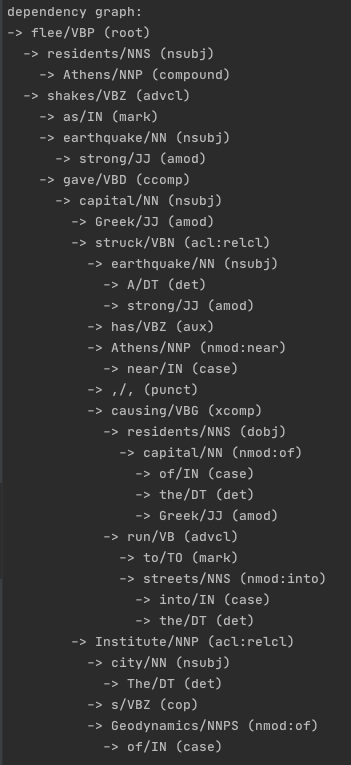 dependency graph:
-> flee/VBP (root)
-> residents/NNS (nsubj)
-> Athens/NNP (compound)
-> shakes/VBZ (advcl)
-> as/IN (mark)
-> earthquake/NN (nsubj)
-> strong/JJ (amod)
-> gave/VBD (ccomp)
-> capital/NN (nsubj)
-> Greek/JJ (amod)
-> struck/VBN (acl:relcl)
-> earthquake/NN (nsubj)
-> A/DT (det)
-> strong/JJ (amod)
-> has/VBZ (aux)
-> Athens/NNP (nmod:near)
-> near/IN (case)
-> ,/, (punct)
-> causing/VBG (xcomp)
-> residents/NNS (dobj)
-> capital/NN (nmod:of)
-> of/IN (case)
-> the/DT (det)
-> Greek/JJ (amod)
-> run/VB (advcl)
-> to/TO (mark)
-> streets/NNS (nmod:into)
-> into/IN (case)
-> the/DT (det)
-> Institute/NNP (acl:relcl)
-> city/NN (nsubj)
-> The/DT (det)
-> s/VBZ (cop)
-> Geodynamics/NNPS (nmod:of)
-> of/IN (case)